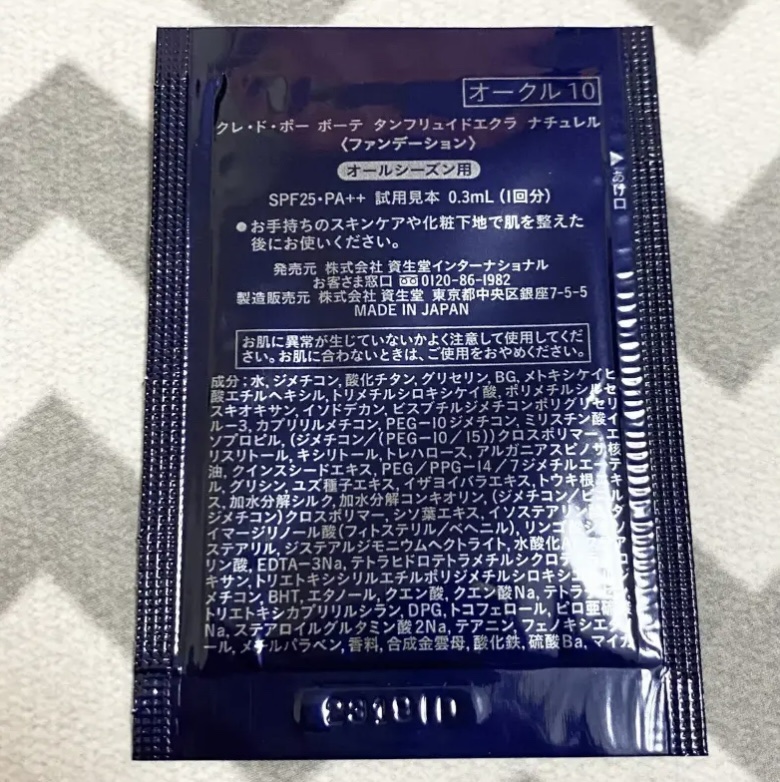 オークル10
クレ・ド・ポー ボーテ タンフリュイドエクラ ナチュレル
〈ファンデーション〉
オールシーズン用
▲あけ口
SPF25・PA++ 試用見本 0.3mL (1回分)
●お手持ちのスキンケアや化粧下地で肌を整えた
後にお使いください。
発売元 株式会社 資生堂インターナショナル
お客さま窓口 0120-86-1982
製造販売元 株式会社 資生堂 東京都中央区銀座7-5-5
MADE IN JAPAN
お肌に異常が生じていないかよく注意して使用してくだ
さい。お肌に合わないときは、ご使用をおやめください。
成分:水, ジメチコン, 酸化チタン, グリセリン, BG, メトキシケイヒ
酸エチルヘキシル, トリメチルシロキシケイ酸, ポリメチルシルセ
スキオキサン, イソドデカン, ビスブチルジメチコンポリグリセリ
ル-3, カプリリルメチコン, PEG-10ジメチコン, ミリスチン酸イ
ソプロピル, (ジメチコン/(PEG-10/15))クロスポリマー, エ
リスリトール, キシリトール, トレハロース, アルガニアスピノサ核
油, クインスシードエキス, PEG/PPG-14/7ジメチルエーテ
ル, グリシン, ユズ種子エキス, イザヨイバラエキス, トウキ根エキ
ス, 加水分解シルク, 加水分解コンキオリン, (ジメチコン/ビニル
ジメチコン)クロスポリマー, シソ葉エキス, イソステアリン
イマージリノール酸(フィトステリル/ベヘニル), リンゴ
ステアリル, ジステアルジモニウムヘクトライト, 水酸化
リン酸, EDTA-3Na, テトラヒドロテトラメチルシクロテ
キサン, トリエトキシシリルエチルポリジメチルシロキシエ
メチコン, BHT, エタノール, クエン酸, クエン酸Na, テトラ
トリエトキシカプリリルシラン, DPG, トコフェロール, ピロ亜硫酸
Na, ステアロイルグルタミン酸2Na, テアニン, フェノキシエタ
ール, メチルパラベン, 香料, 合成金雲母, 酸化鉄, 硫酸Ba, マイカ